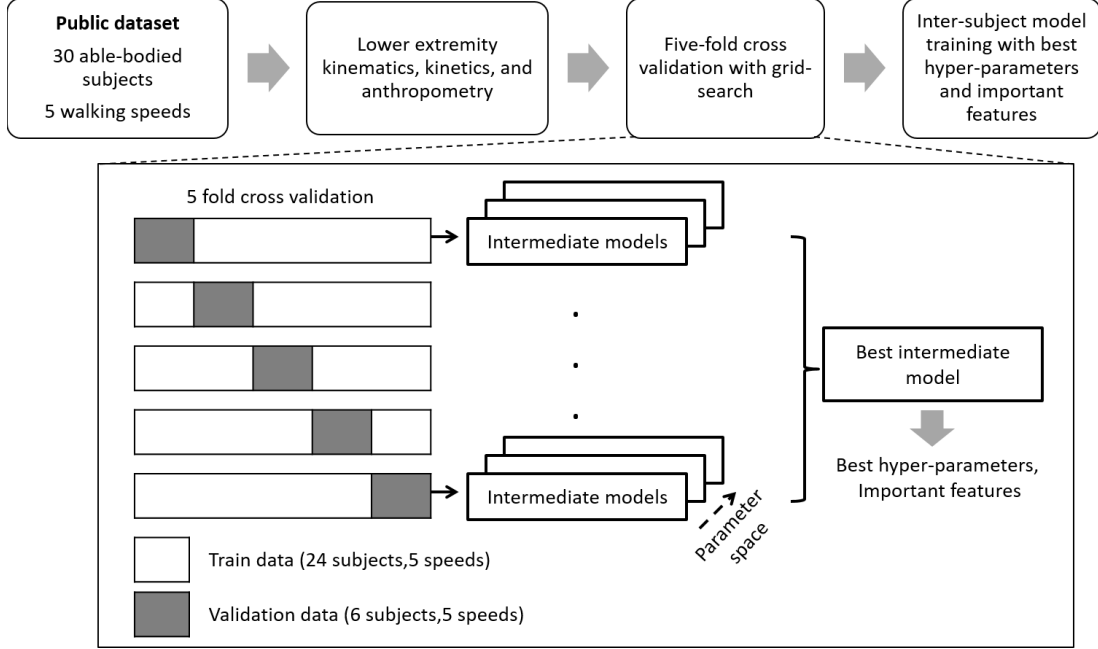 Public dataset
30 able-bodied
subjects
5 walking speeds
Lower extremity
kinematics, kinetics, and
anthropometry
Five-fold cross
validation with grid-
search
Inter-subject model
training with best
hyper-parameters
and important
features
5 fold cross validation
Intermediate models
Intermediate models
Parameter
space
Best intermediate
model
Best hyper-parameters,
Important features
Train data (24 subjects,5 speeds)
Validation data (6 subjects,5 speeds)